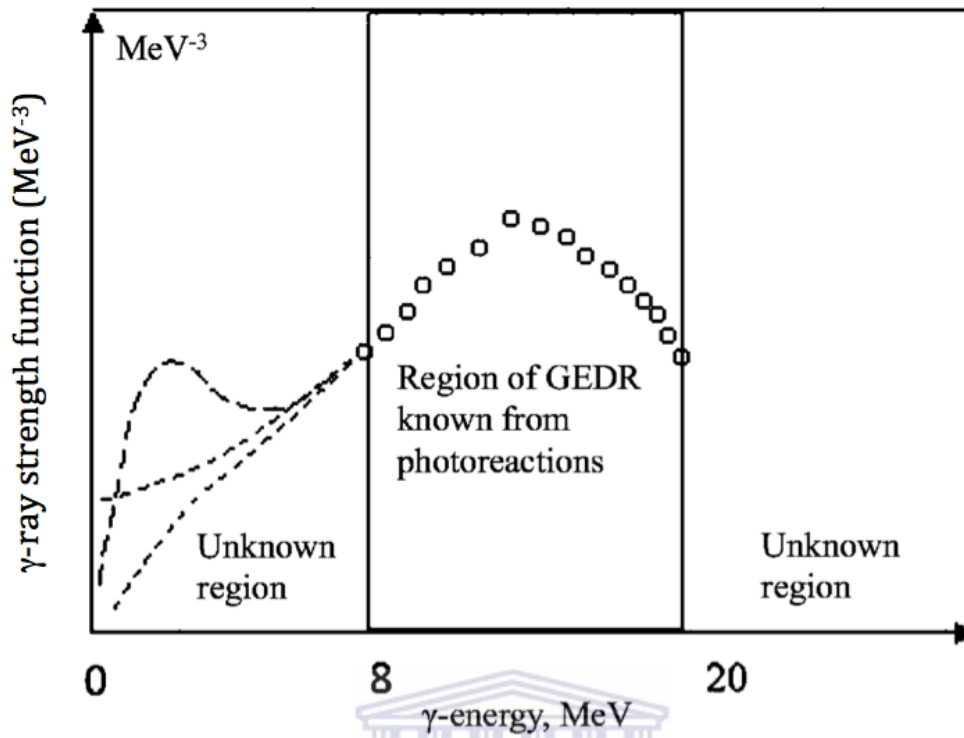 MeV⁻³
γ-ray strength function (MeV⁻³)
Region of GEDR
known from
photoreactions
Unknown
region
Unknown
region
0
8
20
γ-energy, MeV